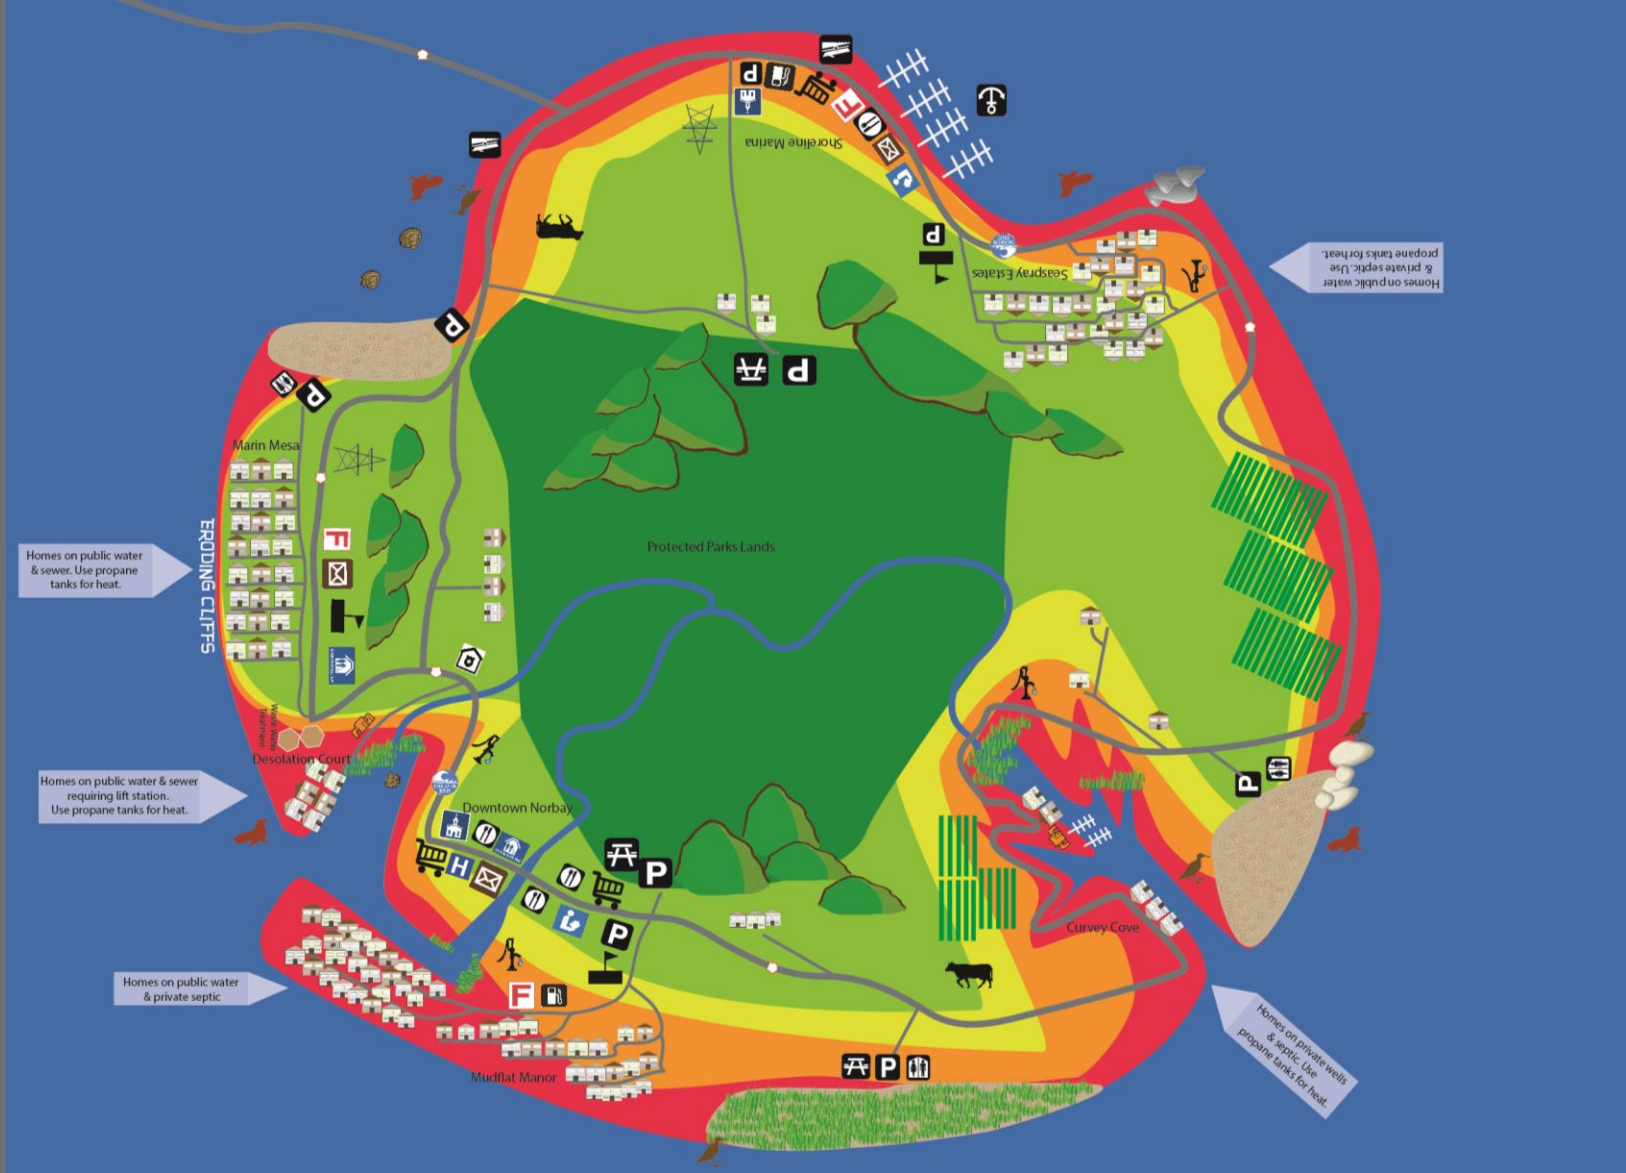 Shoreline Marina
Seaspray Estates
Homes on public water
& private septic. Use
propane tanks for heat.
Marin Mesa
ERODING CLIFFS
Homes on public water
& sewer. Use propane
tanks for heat.
Protected Parks Lands
Waste Water
Treatment
Desolation Court
Homes on public water & sewer
requiring lift station.
Use propane tanks for heat.
Downtown Norbay
Curvey Cove
Homes on public water
& private septic
Mudflat Manor
Homes on private wells
& septic. Use
propane tanks for heat.
P
F
P
P
P
P
P
F
P
H
P
P
F
P